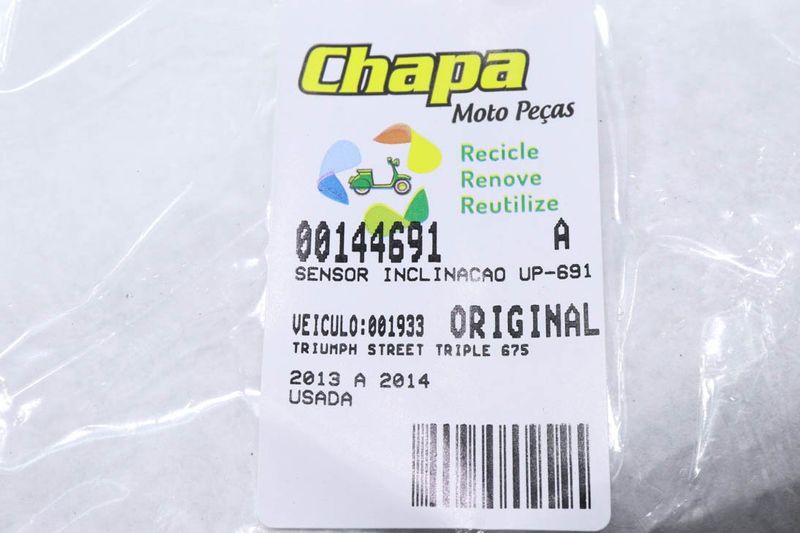 Chapa
Moto Peças
Recicle
Renove
Reutilize
00144691 A
SENSOR INCLINACAO UP-691
VEICULO:001933 ORIGINAL
TRIUMPH STREET TRIPLE 675
2013 A 2014
USADA